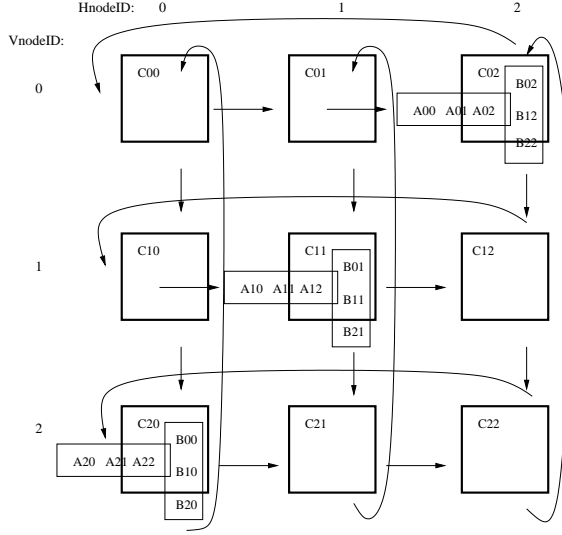 HnodeID: 0 1 2
VnodeID:
C00 C01 C02
B02
0
A00 A01 A02
B12
B22
C10 C11 C12
B01
1
A10 A11 A12
B11
B21
C20 C21 C22
2
B00
A20 A21 A22
B10
B20